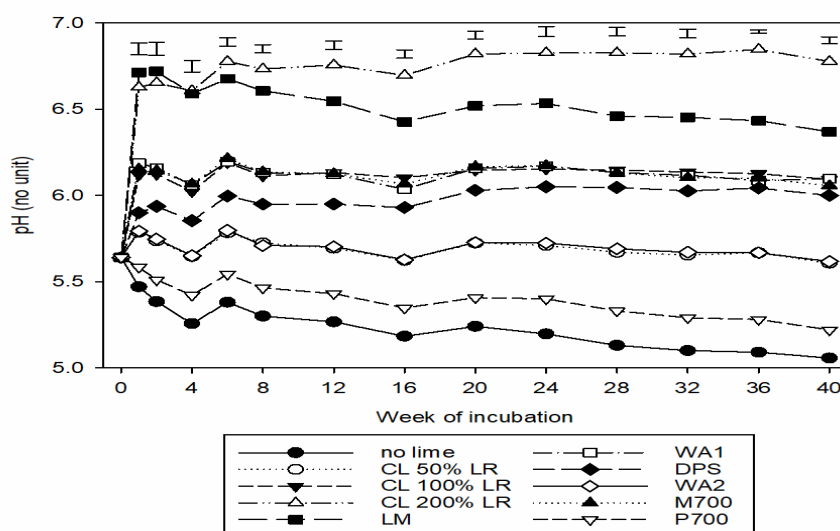 7.0
6.5
6.0
5.5
5.0
pH (no unit)
0 4 8 12 16 20 24 28 32 36 40
Week of incubation
no lime WA1
CL 50% LR DPS
CL 100% LR WA2
CL 200% LR M700
LM P700